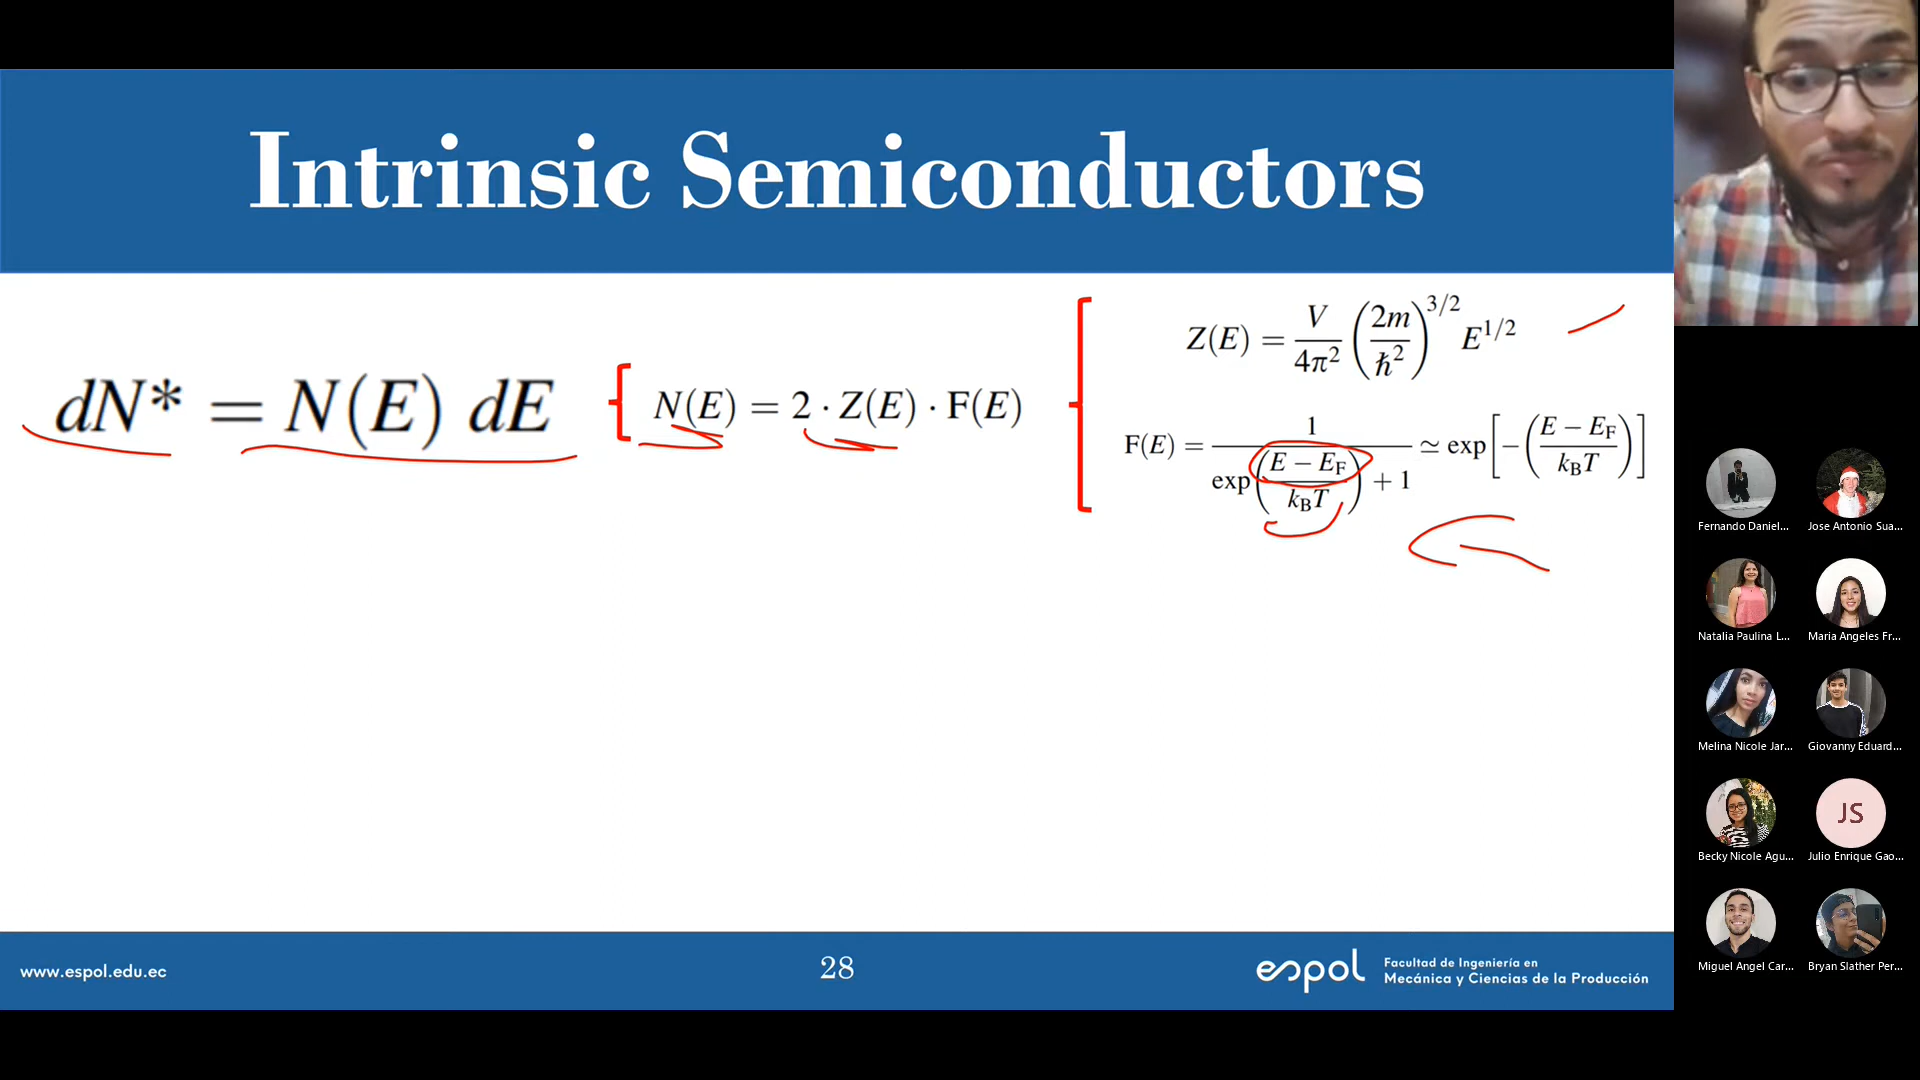 Intrinsic Semiconductors
dN* = N(E) dE
N(E) = 2 · Z(E) · F(E)
Z(E) = V/4π² (2m/ħ²)^3/2 E^1/2
F(E) = 1/(exp((E − E_F)/(k_BT)) + 1) ≃ exp[−((E − E_F)/(k_BT))]
www.espol.edu.ec
28
espol
Facultad de Ingeniería en
Mecánica y Ciencias de la Producción
Fernando Daniel...
Jose Antonio Sua...
Natalia Paulina L...
Maria Angeles Fr...
Melina Nicole Jar...
Giovanny Eduard...
Becky Nicole Agu...
JS
Julio Enrique Gao...
Miguel Angel Car...
Bryan Slather Per...